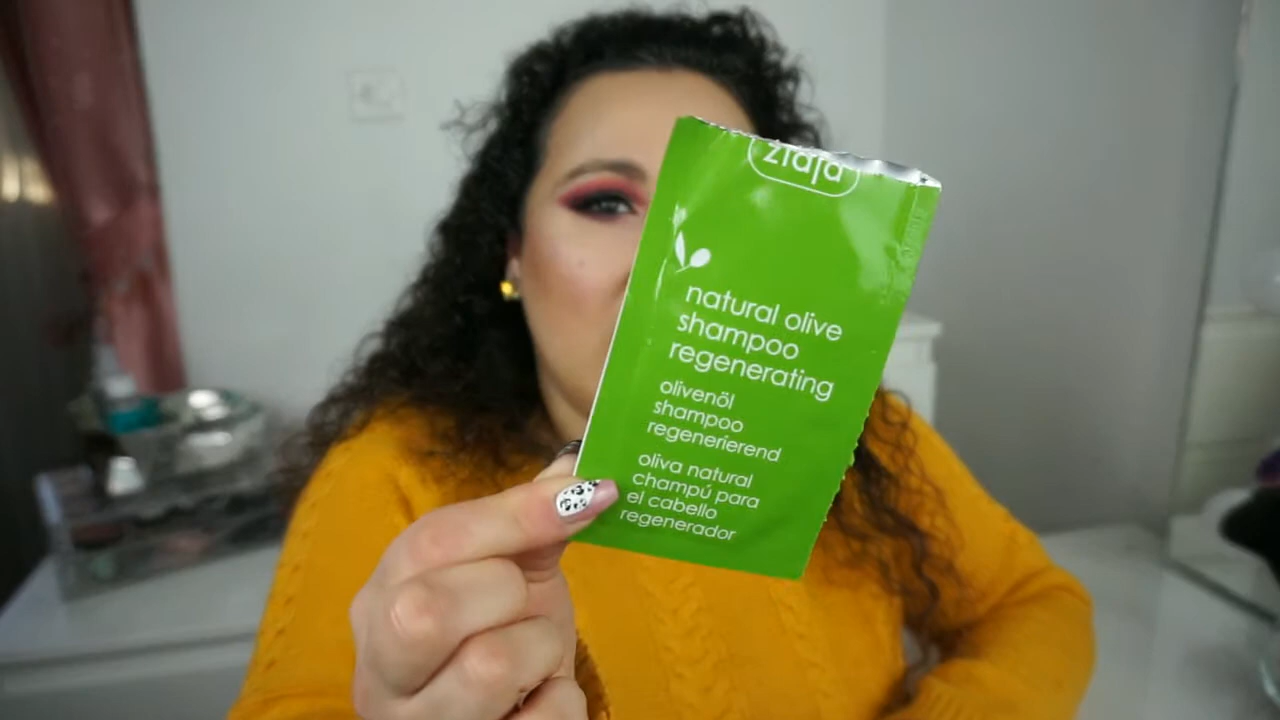 ziaja
natural olive
shampoo
regenerating
olivenöl
shampoo
regenerierend
oliva natural
champú para
el cabello
regenerador